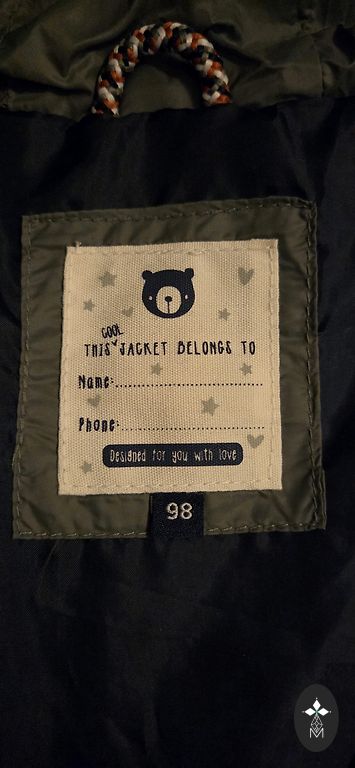 COOL
THIS JACKET BELONGS TO
Name:
Phone:
Designed for you with love
98
M